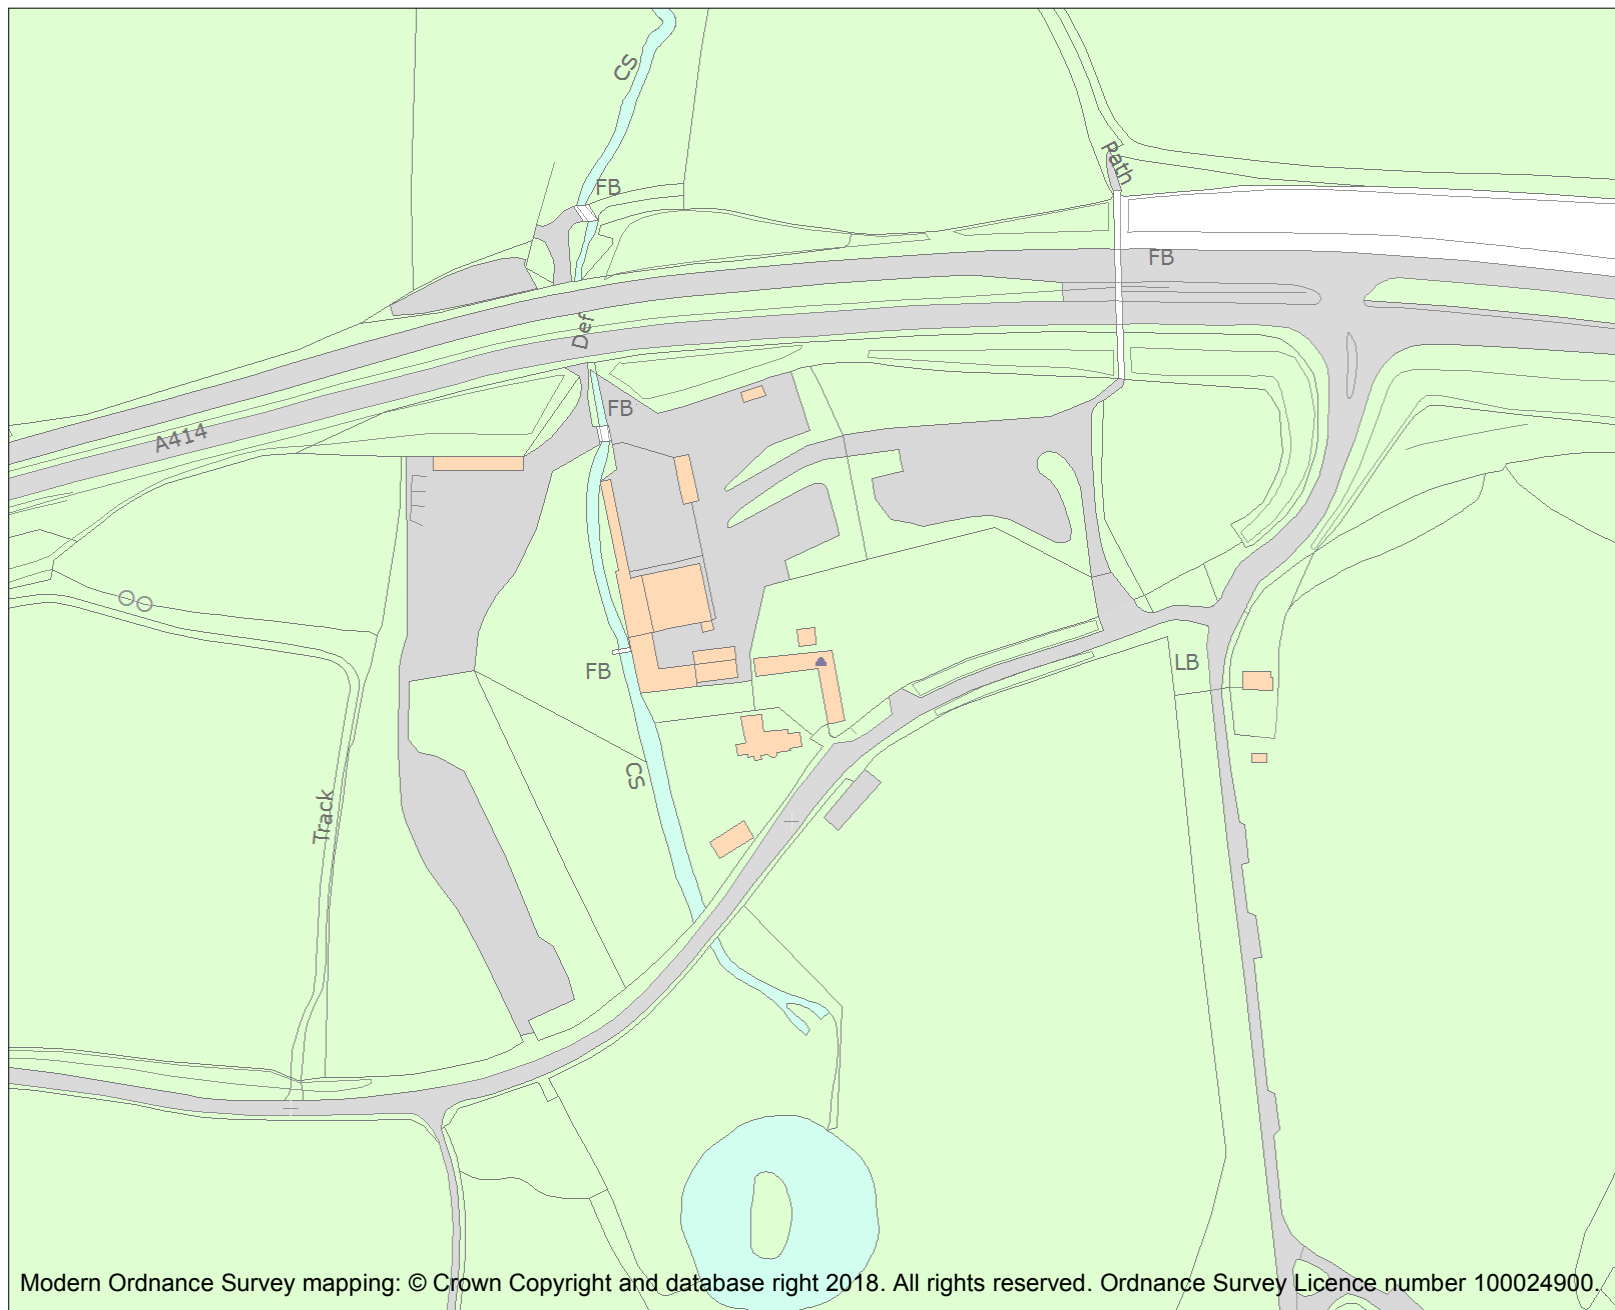 CS
FB
Path
FB
Def
FB
A414
FB
LB
CS
Track
Modern Ordnance Survey mapping: © Crown Copyright and database right 2018. All rights reserved. Ordnance Survey Licence number 100024900.